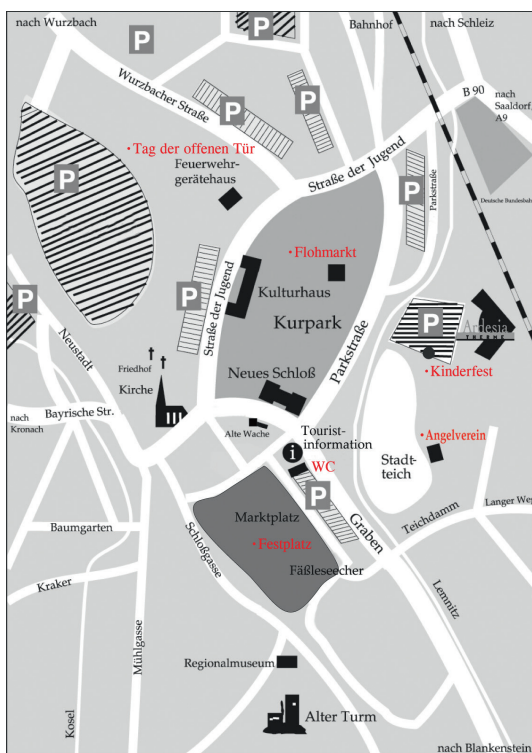 nach Wurzbach
P
P
Bahnhof
nach Schleiz
Wurzbacher Straße
P
P
B 90
nach
Saaldorf,
A9
• Tag der offenen Tür
Feuerwehr-
gerätehaus
P
Straße der Jugend
P
Parkstraße
Deutsche Bundesbahn
• Flohmarkt
Kulturhaus
Kurpark
P
Straße der Jugend
Parkstraße
P
Ardesia
THERME
• Kinderfest
P
Neustadt
Friedhof
Kirche
Neues Schloß
nach
Kronach
Bayrische Str.
Alte Wache
Tourist-
information
i
WC
P
• Angelverein
Stadt-
teich
Marktplatz
• Festplatz
Fäßleseecher
Graben
Teichdamm
Langer Weg
Baumgarten
Schloßgasse
Kraker
Mühlgasse
Lemnitz
Kosel
Regionalmuseum
Alter Turm
nach Blankenstein